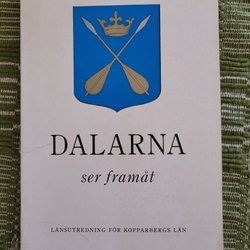 DALARNA
ser framåt
LÄNSUTREDNING FÖR KOPPARBERGS LÄN